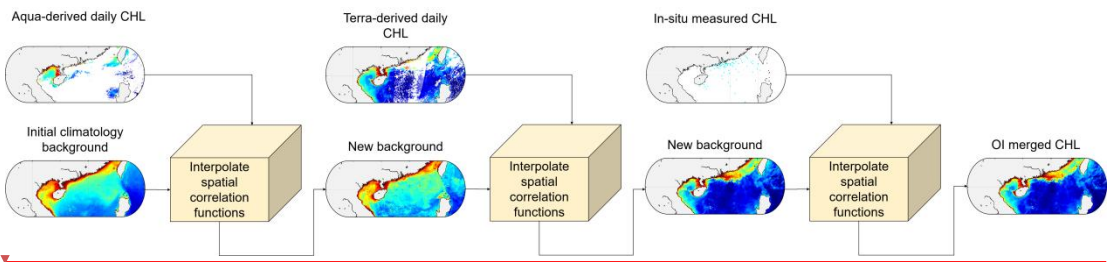 Aqua-derived daily CHL
Terra-derived daily
CHL
In-situ measured CHL
Initial climatology
background
New background
New background
OI merged CHL
Interpolate
spatial
correlation
functions
Interpolate
spatial
correlation
functions
Interpolate
spatial
correlation
functions